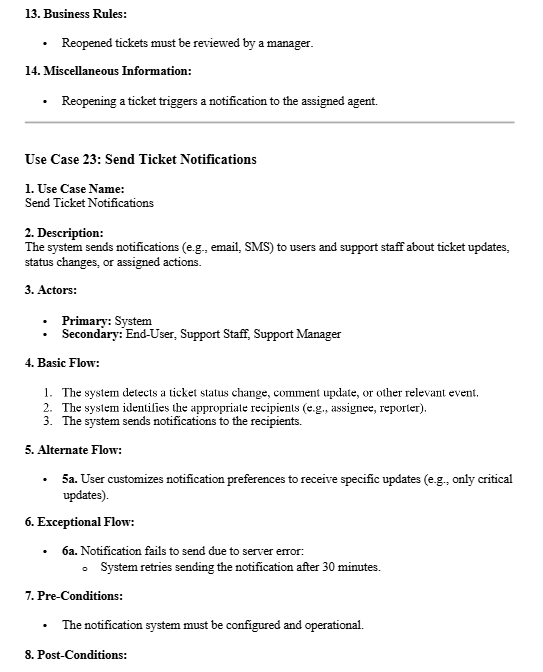 13. Business Rules:
• Reopened tickets must be reviewed by a manager.
14. Miscellaneous Information:
• Reopening a ticket triggers a notification to the assigned agent.
Use Case 23: Send Ticket Notifications
1. Use Case Name:
Send Ticket Notifications
2. Description:
The system sends notifications (e.g., email, SMS) to users and support staff about ticket updates,
status changes, or assigned actions.
3. Actors:
• Primary: System
• Secondary: End-User, Support Staff, Support Manager
4. Basic Flow:
1. The system detects a ticket status change, comment update, or other relevant event.
2. The system identifies the appropriate recipients (e.g., assignee, reporter).
3. The system sends notifications to the recipients.
5. Alternate Flow:
• 5a. User customizes notification preferences to receive specific updates (e.g., only critical
updates).
6. Exceptional Flow:
• 6a. Notification fails to send due to server error:
o System retries sending the notification after 30 minutes.
7. Pre-Conditions:
• The notification system must be configured and operational.
8. Post-Conditions: